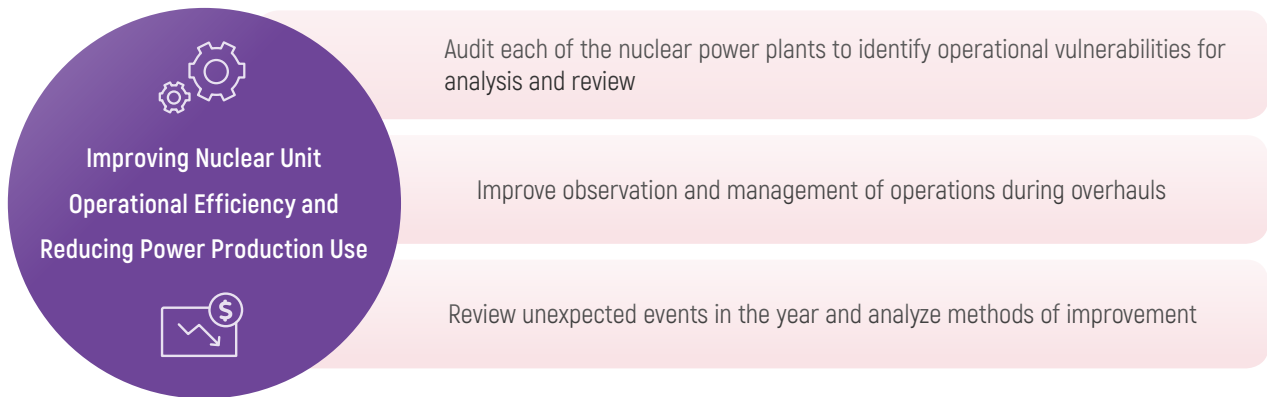 Improving Nuclear Unit
Operational Efficiency and
Reducing Power Production Use
$
Audit each of the nuclear power plants to identify operational vulnerabilities for
analysis and review
Improve observation and management of operations during overhauls
Review unexpected events in the year and analyze methods of improvement